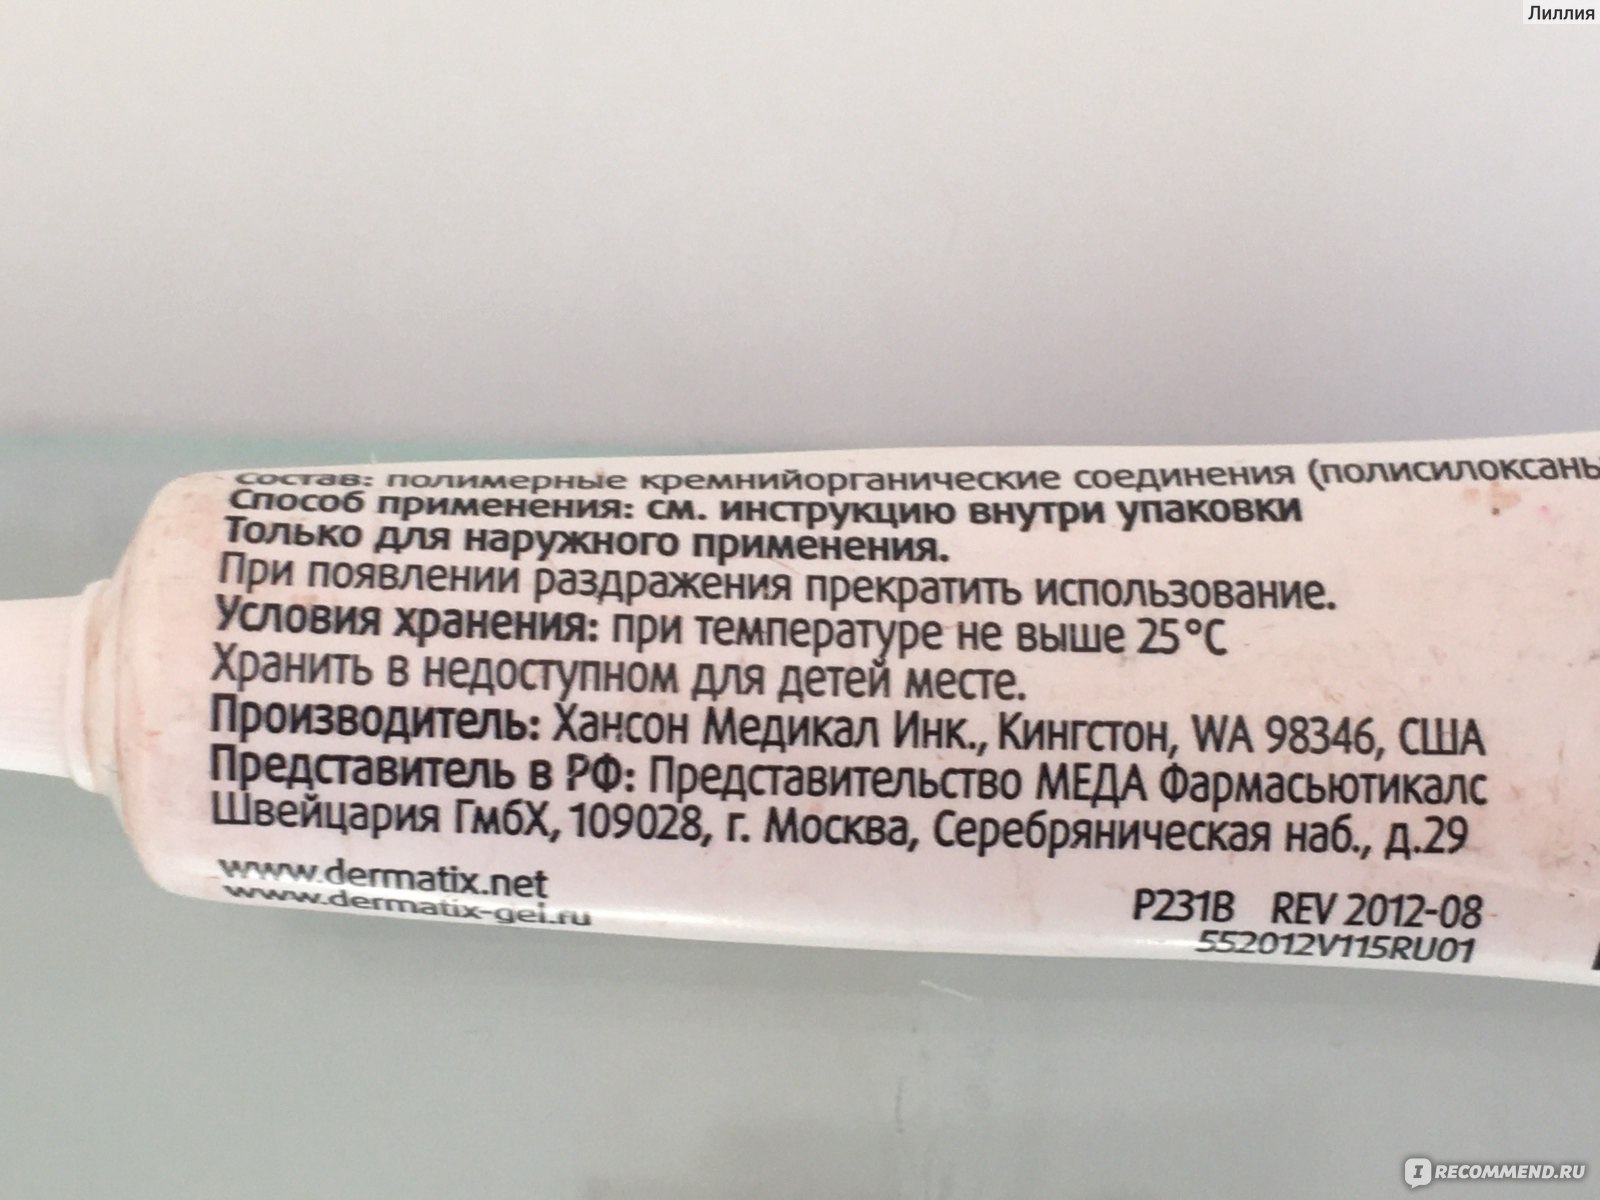 Лиллия
Состав: полимерные кремнийорганические соединения (полисилоксаны
Способ применения: см. инструкцию внутри упаковки
Только для наружного применения.
При появлении раздражения прекратить использование.
Условия хранения: при температуре не выше 25°C
Хранить в недоступном для детей месте.
Производитель: Хансон Медикал Инк., Кингстон, WA 98346, США
Представитель в РФ: Представительство МЕДА Фармасьютикалс
Швейцария ГмбХ, 109028, г. Москва, Серебряническая наб., д.29
www.dermatix.net
www.dermatix-gel.ru
P231B REV 2012-08
552012V115RU01
IRECOMMEND.RU